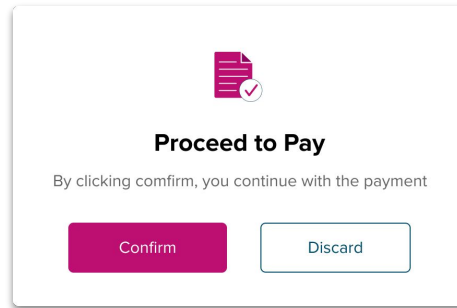 Proceed to Pay
By clicking comfirm, you continue with the payment
Confirm
Discard